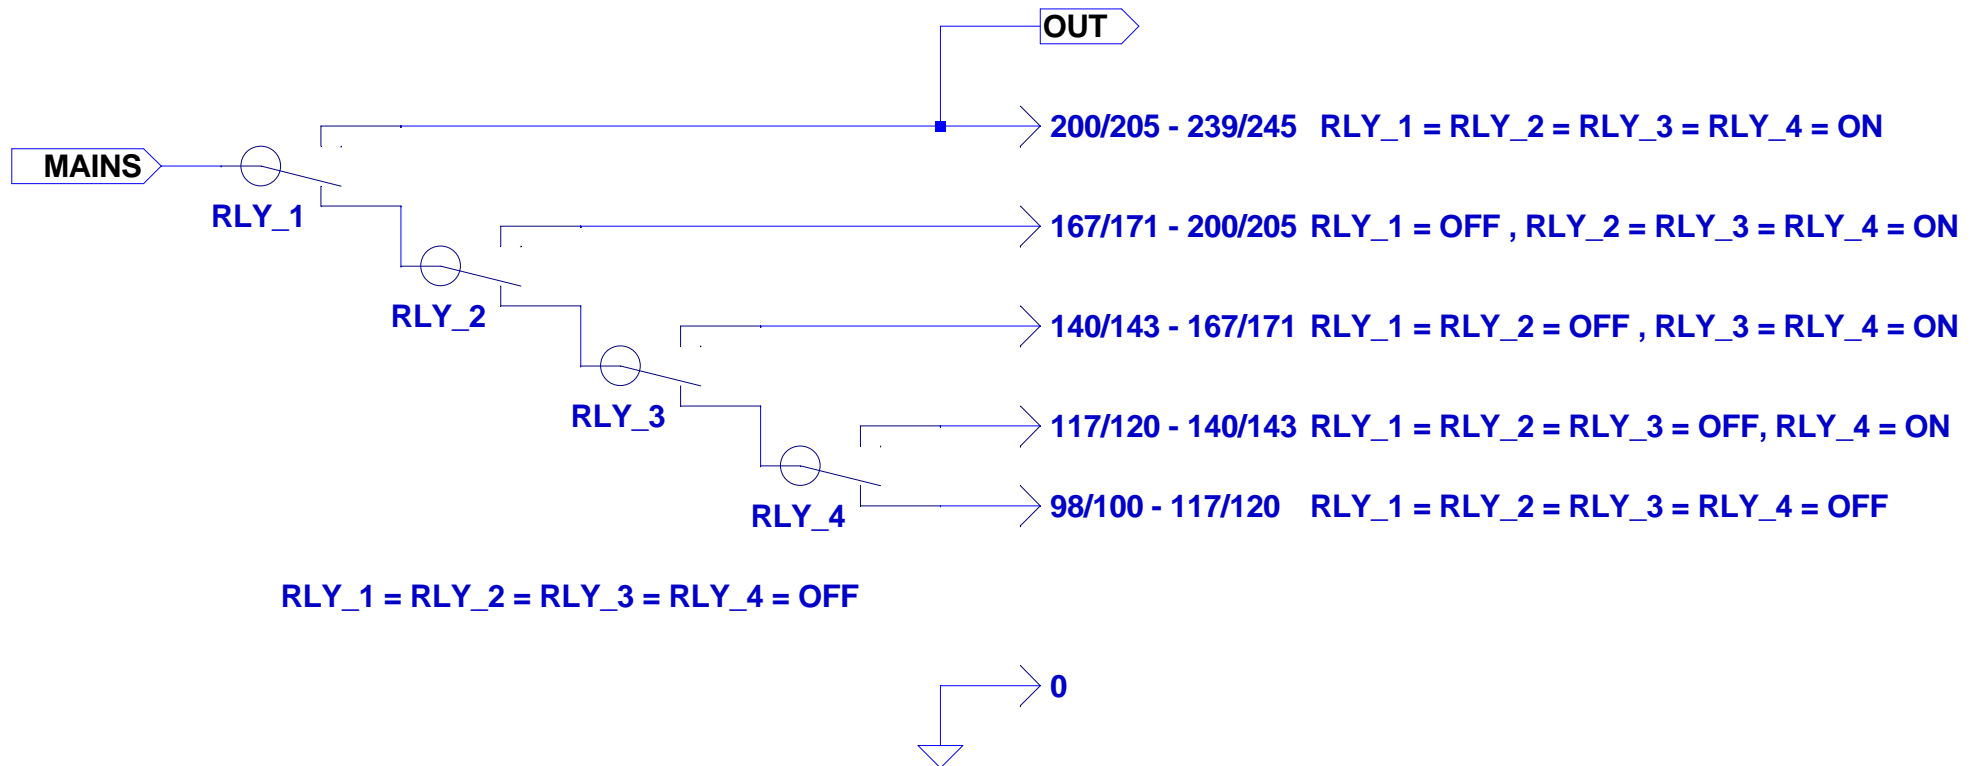 OUT
200/205 - 239/245 RLY_1 = RLY_2 = RLY_3 = RLY_4 = ON
MAINS
RLY_1
167/171 - 200/205 RLY_1 = OFF , RLY_2 = RLY_3 = RLY_4 = ON
RLY_2
140/143 - 167/171 RLY_1 = RLY_2 = OFF , RLY_3 = RLY_4 = ON
RLY_3
117/120 - 140/143 RLY_1 = RLY_2 = RLY_3 = OFF, RLY_4 = ON
RLY_4
98/100 - 117/120 RLY_1 = RLY_2 = RLY_3 = RLY_4 = OFF
RLY_1 = RLY_2 = RLY_3 = RLY_4 = OFF
0